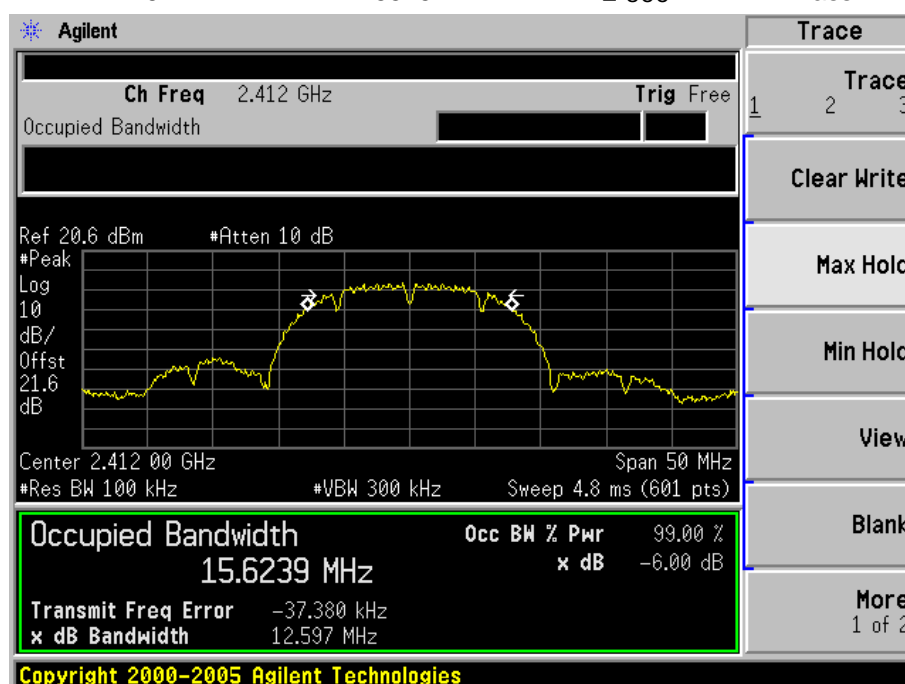 Agilent
Trace
Ch Freq 2.412 GHz Trig Free
Occupied Bandwidth
Trace
1 2 3
Clear Write
Max Hold
Min Hold
View
Blank
More
1 of 2
Ref 20.6 dBm #Atten 10 dB
#Peak
Log
10
dB/
Offst
21.6
dB
Center 2.412 00 GHz Span 50 MHz
#Res BW 100 kHz #VBW 300 kHz Sweep 4.8 ms (601 pts)
Occupied Bandwidth
15.6239 MHz
Occ BW % Pwr 99.00 %
x dB -6.00 dB
Transmit Freq Error -37.380 kHz
x dB Bandwidth 12.597 MHz
Copyright 2000-2005 Agilent Technologies